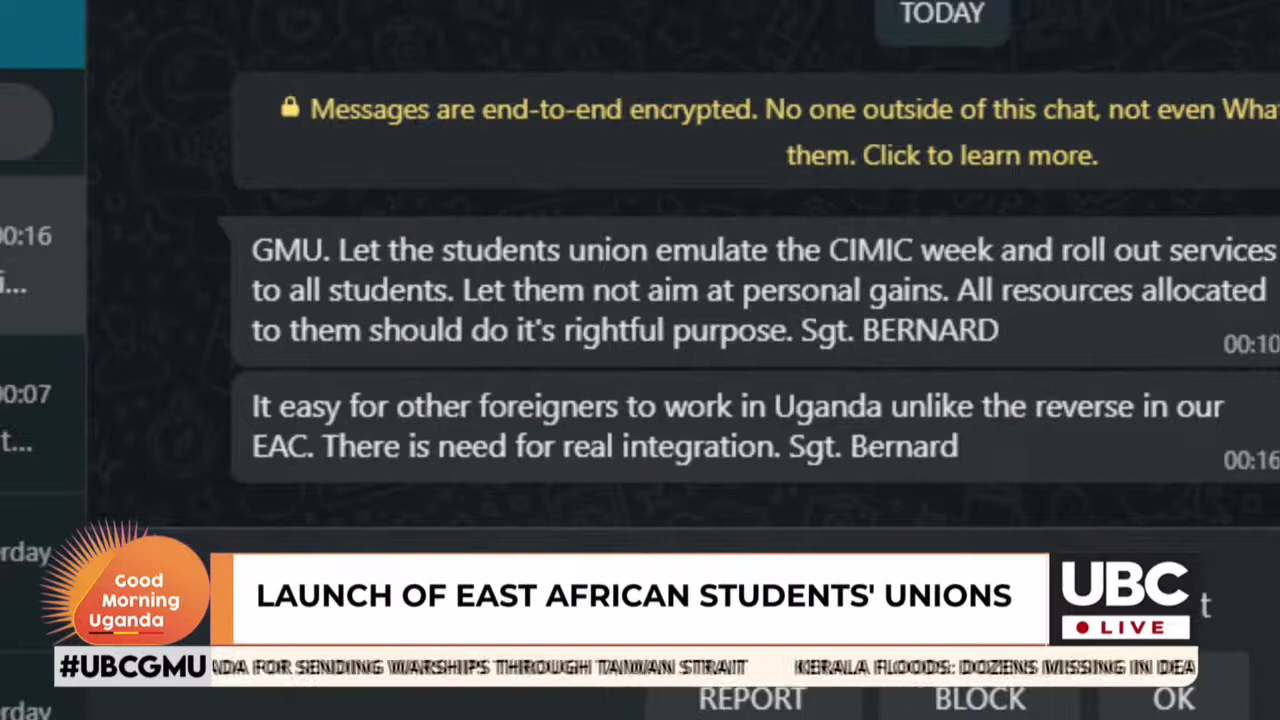 TODAY
Messages are end-to-end encrypted. No one outside of this chat, not even Wha
them. Click to learn more.
00:16
i...
GMU. Let the students union emulate the CIMIC week and roll out services
to all students. Let them not aim at personal gains. All resources allocated
to them should do it's rightful purpose. Sgt. BERNARD
00:10
00:07
t...
It easy for other foreigners to work in Uganda unlike the reverse in our
EAC. There is need for real integration. Sgt. Bernard
00:16
rday
Good
Morning
Uganda
LAUNCH OF EAST AFRICAN STUDENTS' UNIONS
UBC
LIVE
t
#UBCGMU
ADA FOR SENDING WARSHIPS THROUGH TAIWAN STRAIT KERALA FLOODS: DOZENS MISSING IN DEA
REPORT
BLOCK
OK
rday